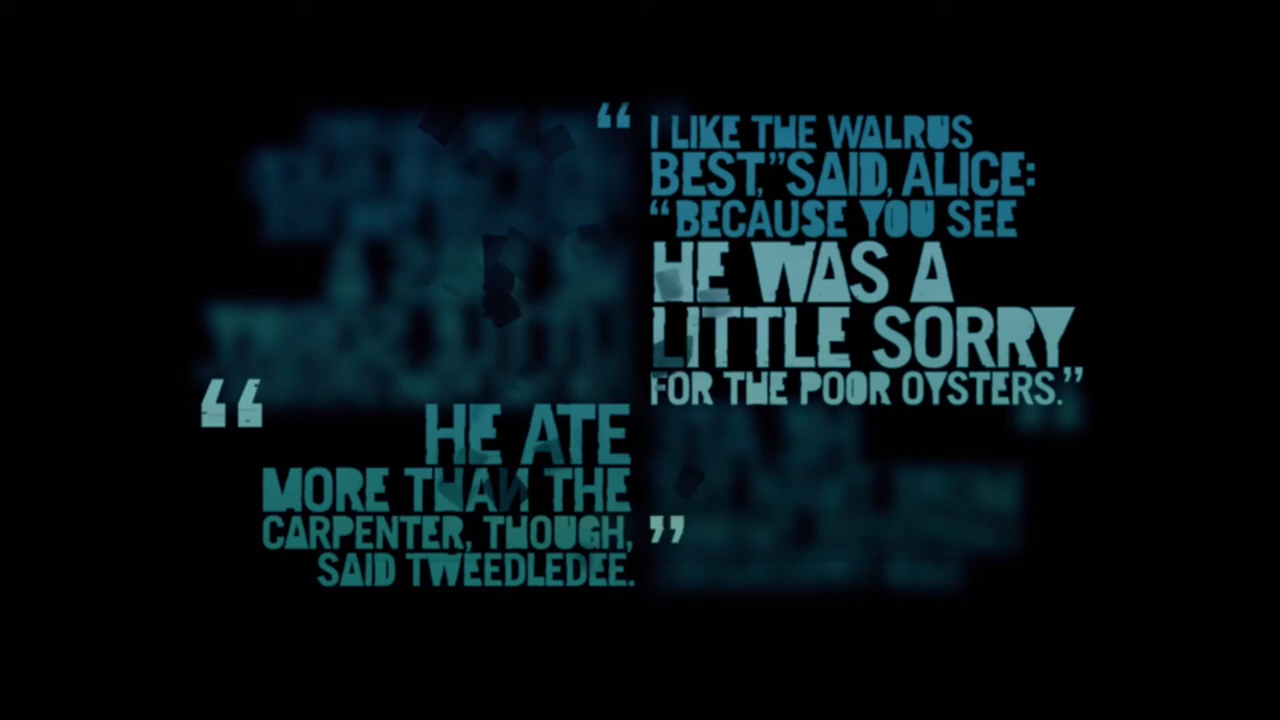 “I LIKE THE WALRUS
BEST,”SAID, ALICE:
“BECAUSE YOU SEE
HE WAS A
LITTLE SORRY
FOR THE POOR OYSTERS.”
“HE ATE
MORE THAN THE
CARPENTER, THOUGH,
SAID TWEEDLEDEE.”